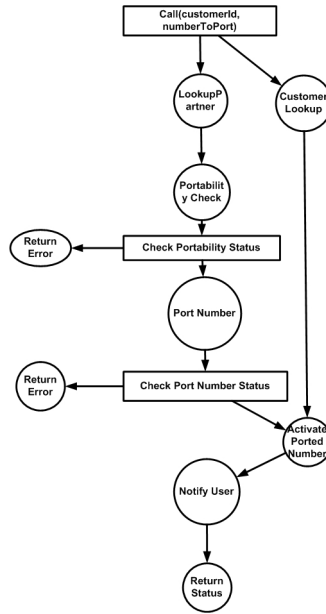 Call(customerId,
numberToPort)
LookupP
artner
Customer
Lookup
Portabilit
y Check
Return
Error
Check Portability Status
Port Number
Return
Error
Check Port Number Status
Activate
Ported
Number
Notify User
Return
Status